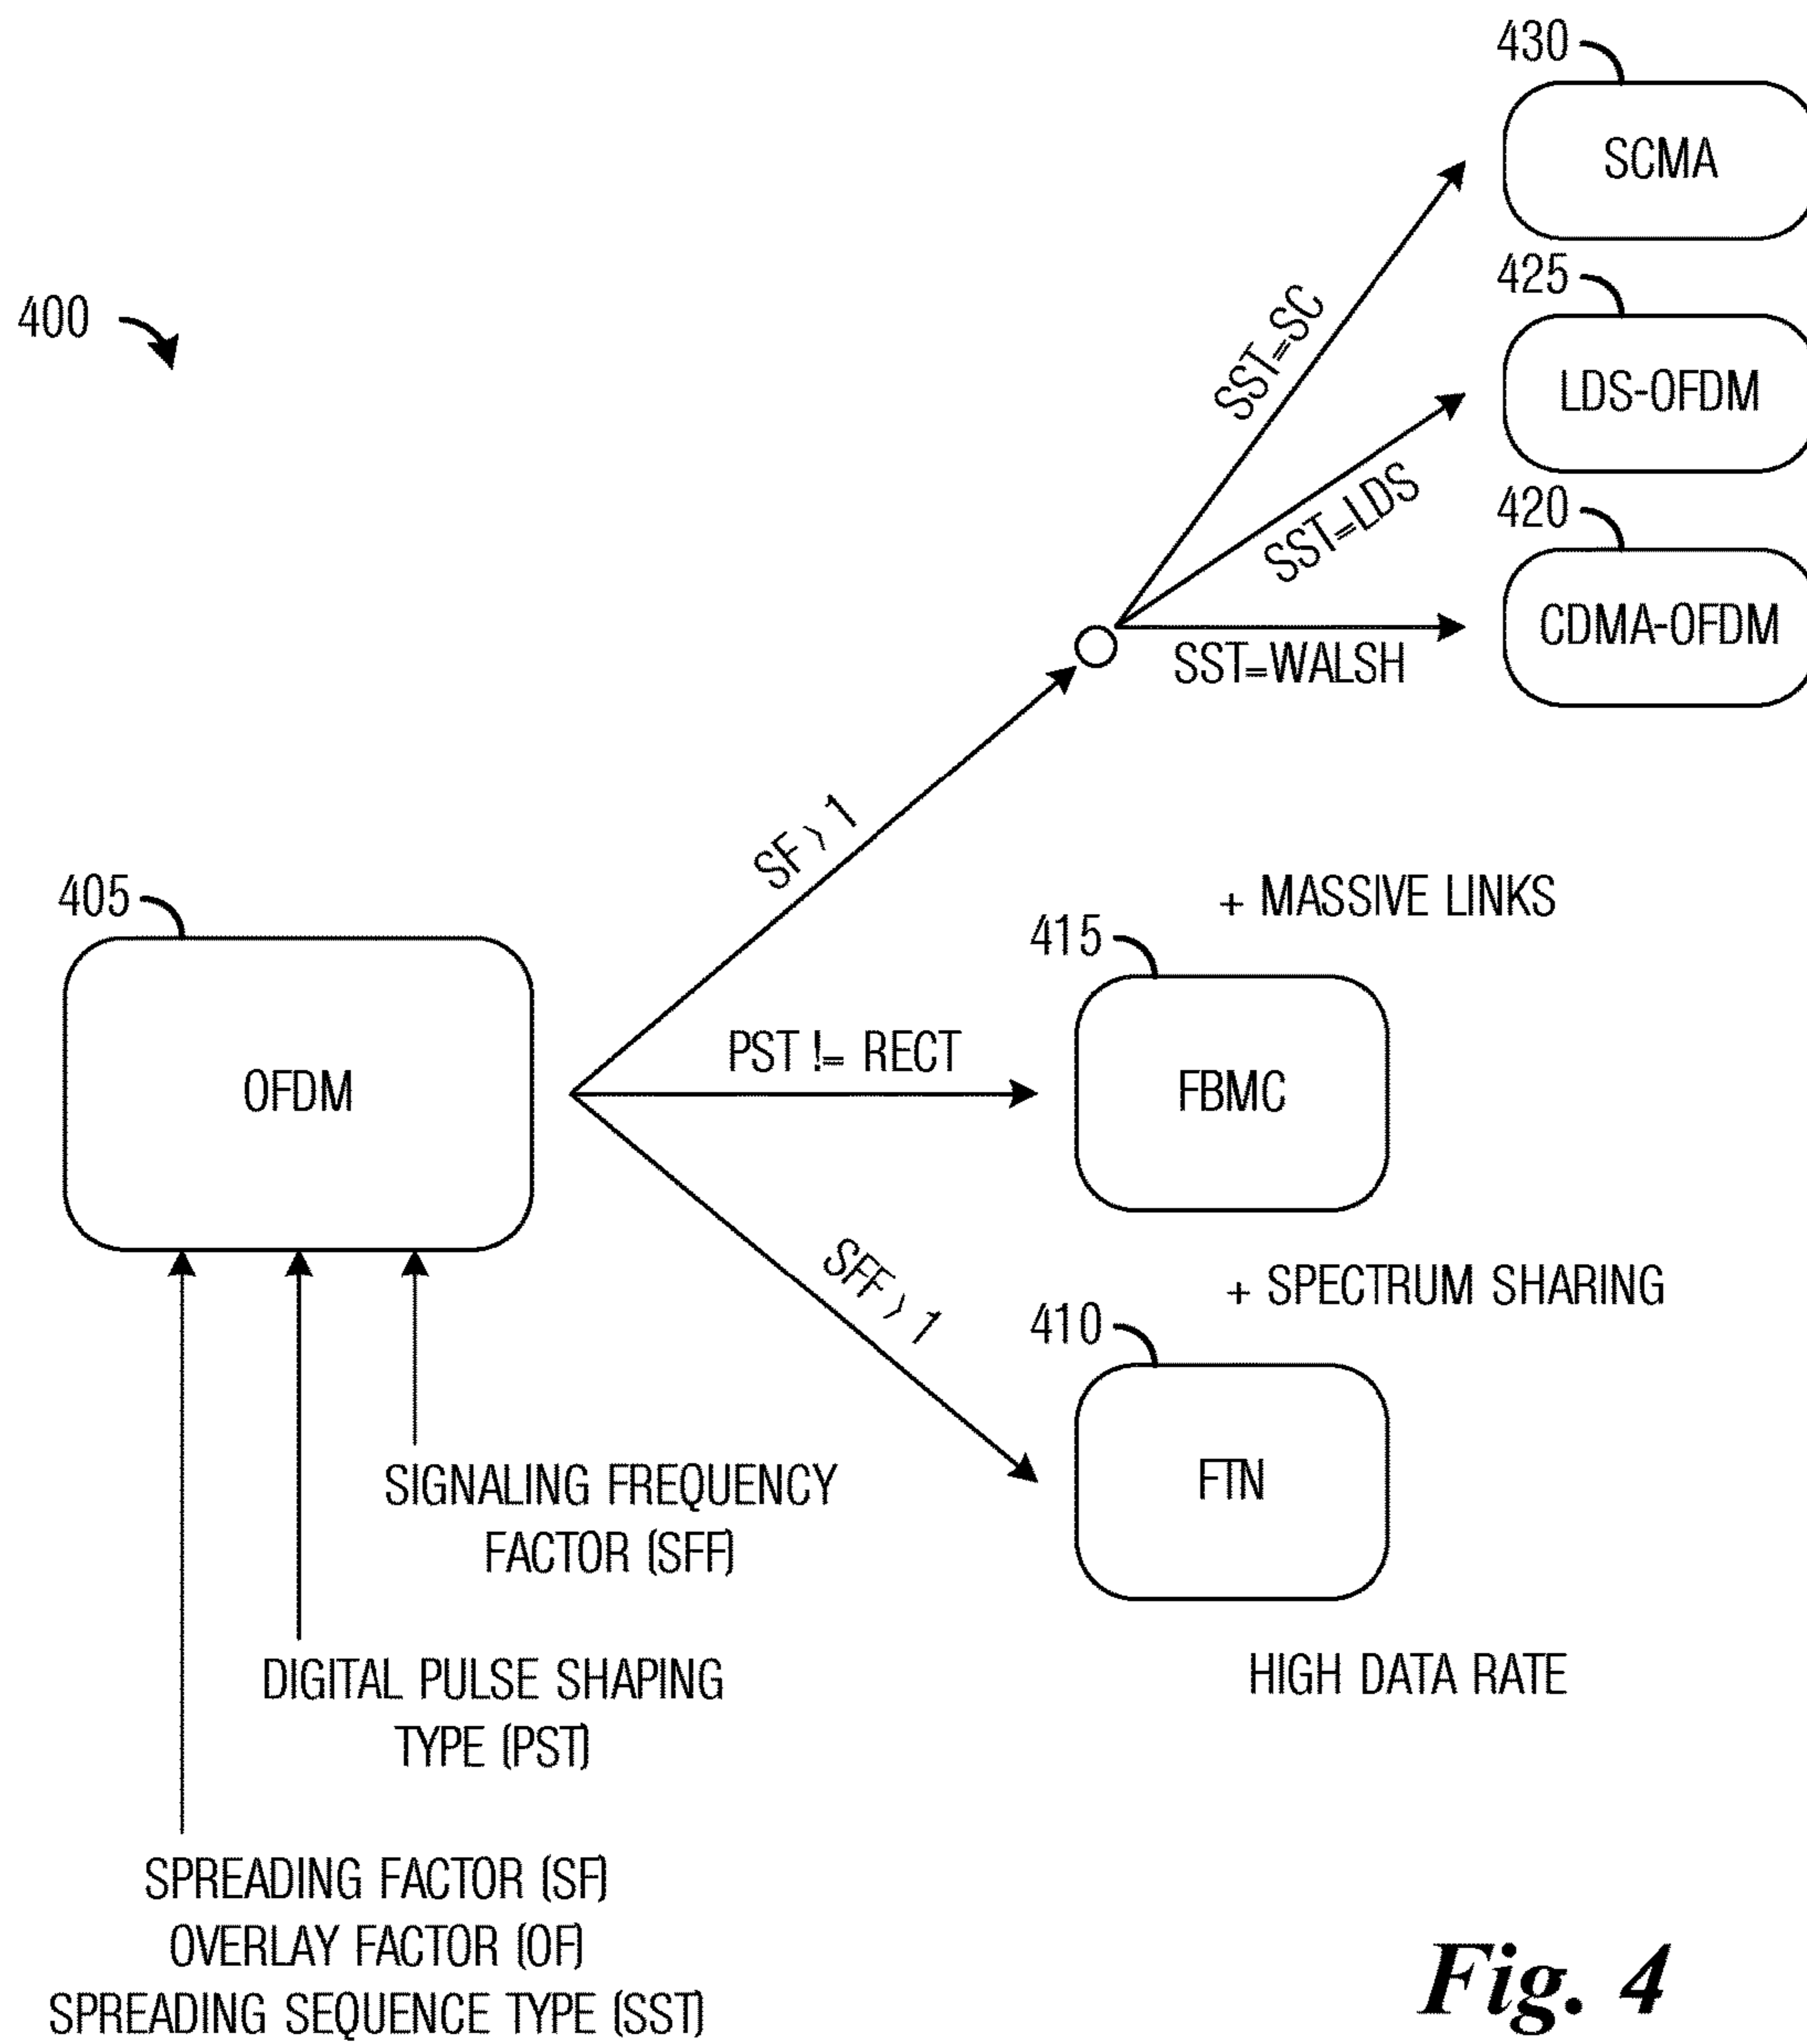 430
SCMA
400
425
SST=SC
LDS-OFDM
SST=LDS
420
CDMA-OFDM
SST=WALSH
SF > 1
405
+ MASSIVE LINKS
415
OFDM
PST != RECT
FBMC
SFF > 1
+ SPECTRUM SHARING
410
SIGNALING FREQUENCY
FACTOR (SFF)
FTN
DIGITAL PULSE SHAPING
TYPE (PST)
HIGH DATA RATE
SPREADING FACTOR (SF)
OVERLAY FACTOR (OF)
SPREADING SEQUENCE TYPE (SST)
Fig. 4